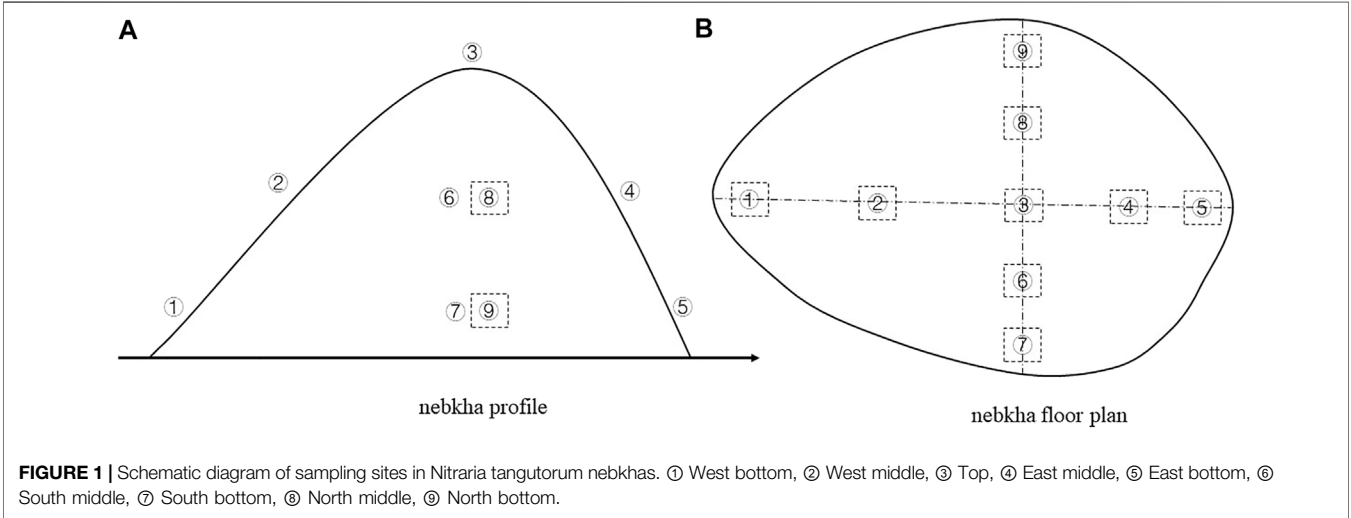 A
B
③
⑨
⑧
②
④
⑥ ⑧
① ② ③ ④ ⑤
⑥
① ⑦ ⑨ ⑤
⑦
nebkha profile
nebkha floor plan
FIGURE 1 | Schematic diagram of sampling sites in Nitraria tangutorum nebkhas. ① West bottom, ② West middle, ③ Top, ④ East middle, ⑤ East bottom, ⑥
South middle, ⑦ South bottom, ⑧ North middle, ⑨ North bottom.